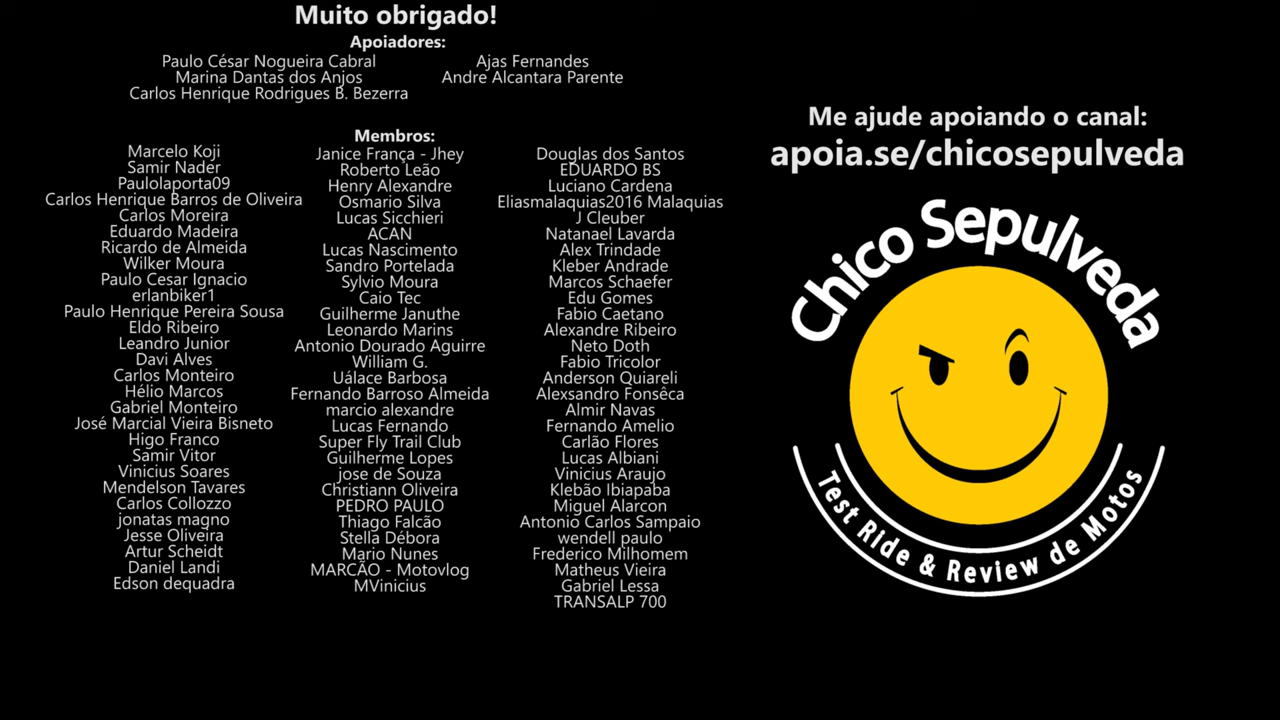 Muito obrigado!
Apoiadores:
Paulo César Nogueira Cabral
Marina Dantas dos Anjos
Carlos Henrique Rodrigues B. Bezerra
Ajas Fernandes
Andre Alcantara Parente
Membros:
Marcelo Koji
Samir Nader
Paulolaporta09
Carlos Henrique Barros de Oliveira
Carlos Moreira
Eduardo Madeira
Ricardo de Almeida
Wilker Moura
Paulo Cesar Ignacio
erlanbiker1
Paulo Henrique Pereira Sousa
Eldo Ribeiro
Leandro Junior
Davi Alves
Carlos Monteiro
Hélio Marcos
Gabriel Monteiro
José Marcial Vieira Bisneto
Higo Franco
Samir Vitor
Vinicius Soares
Mendelson Tavares
Carlos Collozzo
jonatas magno
Jesse Oliveira
Artur Scheidt
Daniel Landi
Edson dequadra
Janice França - Jhey
Roberto Leão
Henry Alexandre
Osmario Silva
Lucas Sicchieri
ACAN
Lucas Nascimento
Sandro Portelada
Sylvio Moura
Caio Tec
Guilherme Januthe
Leonardo Marins
Antonio Dourado Aguirre
William G.
Uálace Barbosa
Fernando Barroso Almeida
marcio alexandre
Lucas Fernando
Super Fly Trail Club
Guilherme Lopes
jose de Souza
Christiann Oliveira
PEDRO PAULO
Thiago Falcão
Stella Débora
Mario Nunes
MARCÃO - Motovlog
MVinicius
Douglas dos Santos
EDUARDO BS
Luciano Cardena
Eliasmalaquias2016 Malaquias
J Cleuber
Natanael Lavarda
Alex Trindade
Kleber Andrade
Marcos Schaefer
Edu Gomes
Fabio Caetano
Alexandre Ribeiro
Neto Doth
Fabio Tricolor
Anderson Quiareli
Alexsandro Fonsêca
Almir Navas
Fernando Amelio
Carlão Flores
Lucas Albiani
Vinicius Araujo
Klebão Ibiapaba
Miguel Alarcon
Antonio Carlos Sampaio
wendell paulo
Frederico Milhomem
Matheus Vieira
Gabriel Lessa
TRANSALP 700
Me ajude apoiando o canal:
apoia.se/chicosepulveda
Chico Sepulveda
Test Ride & Review de Motos